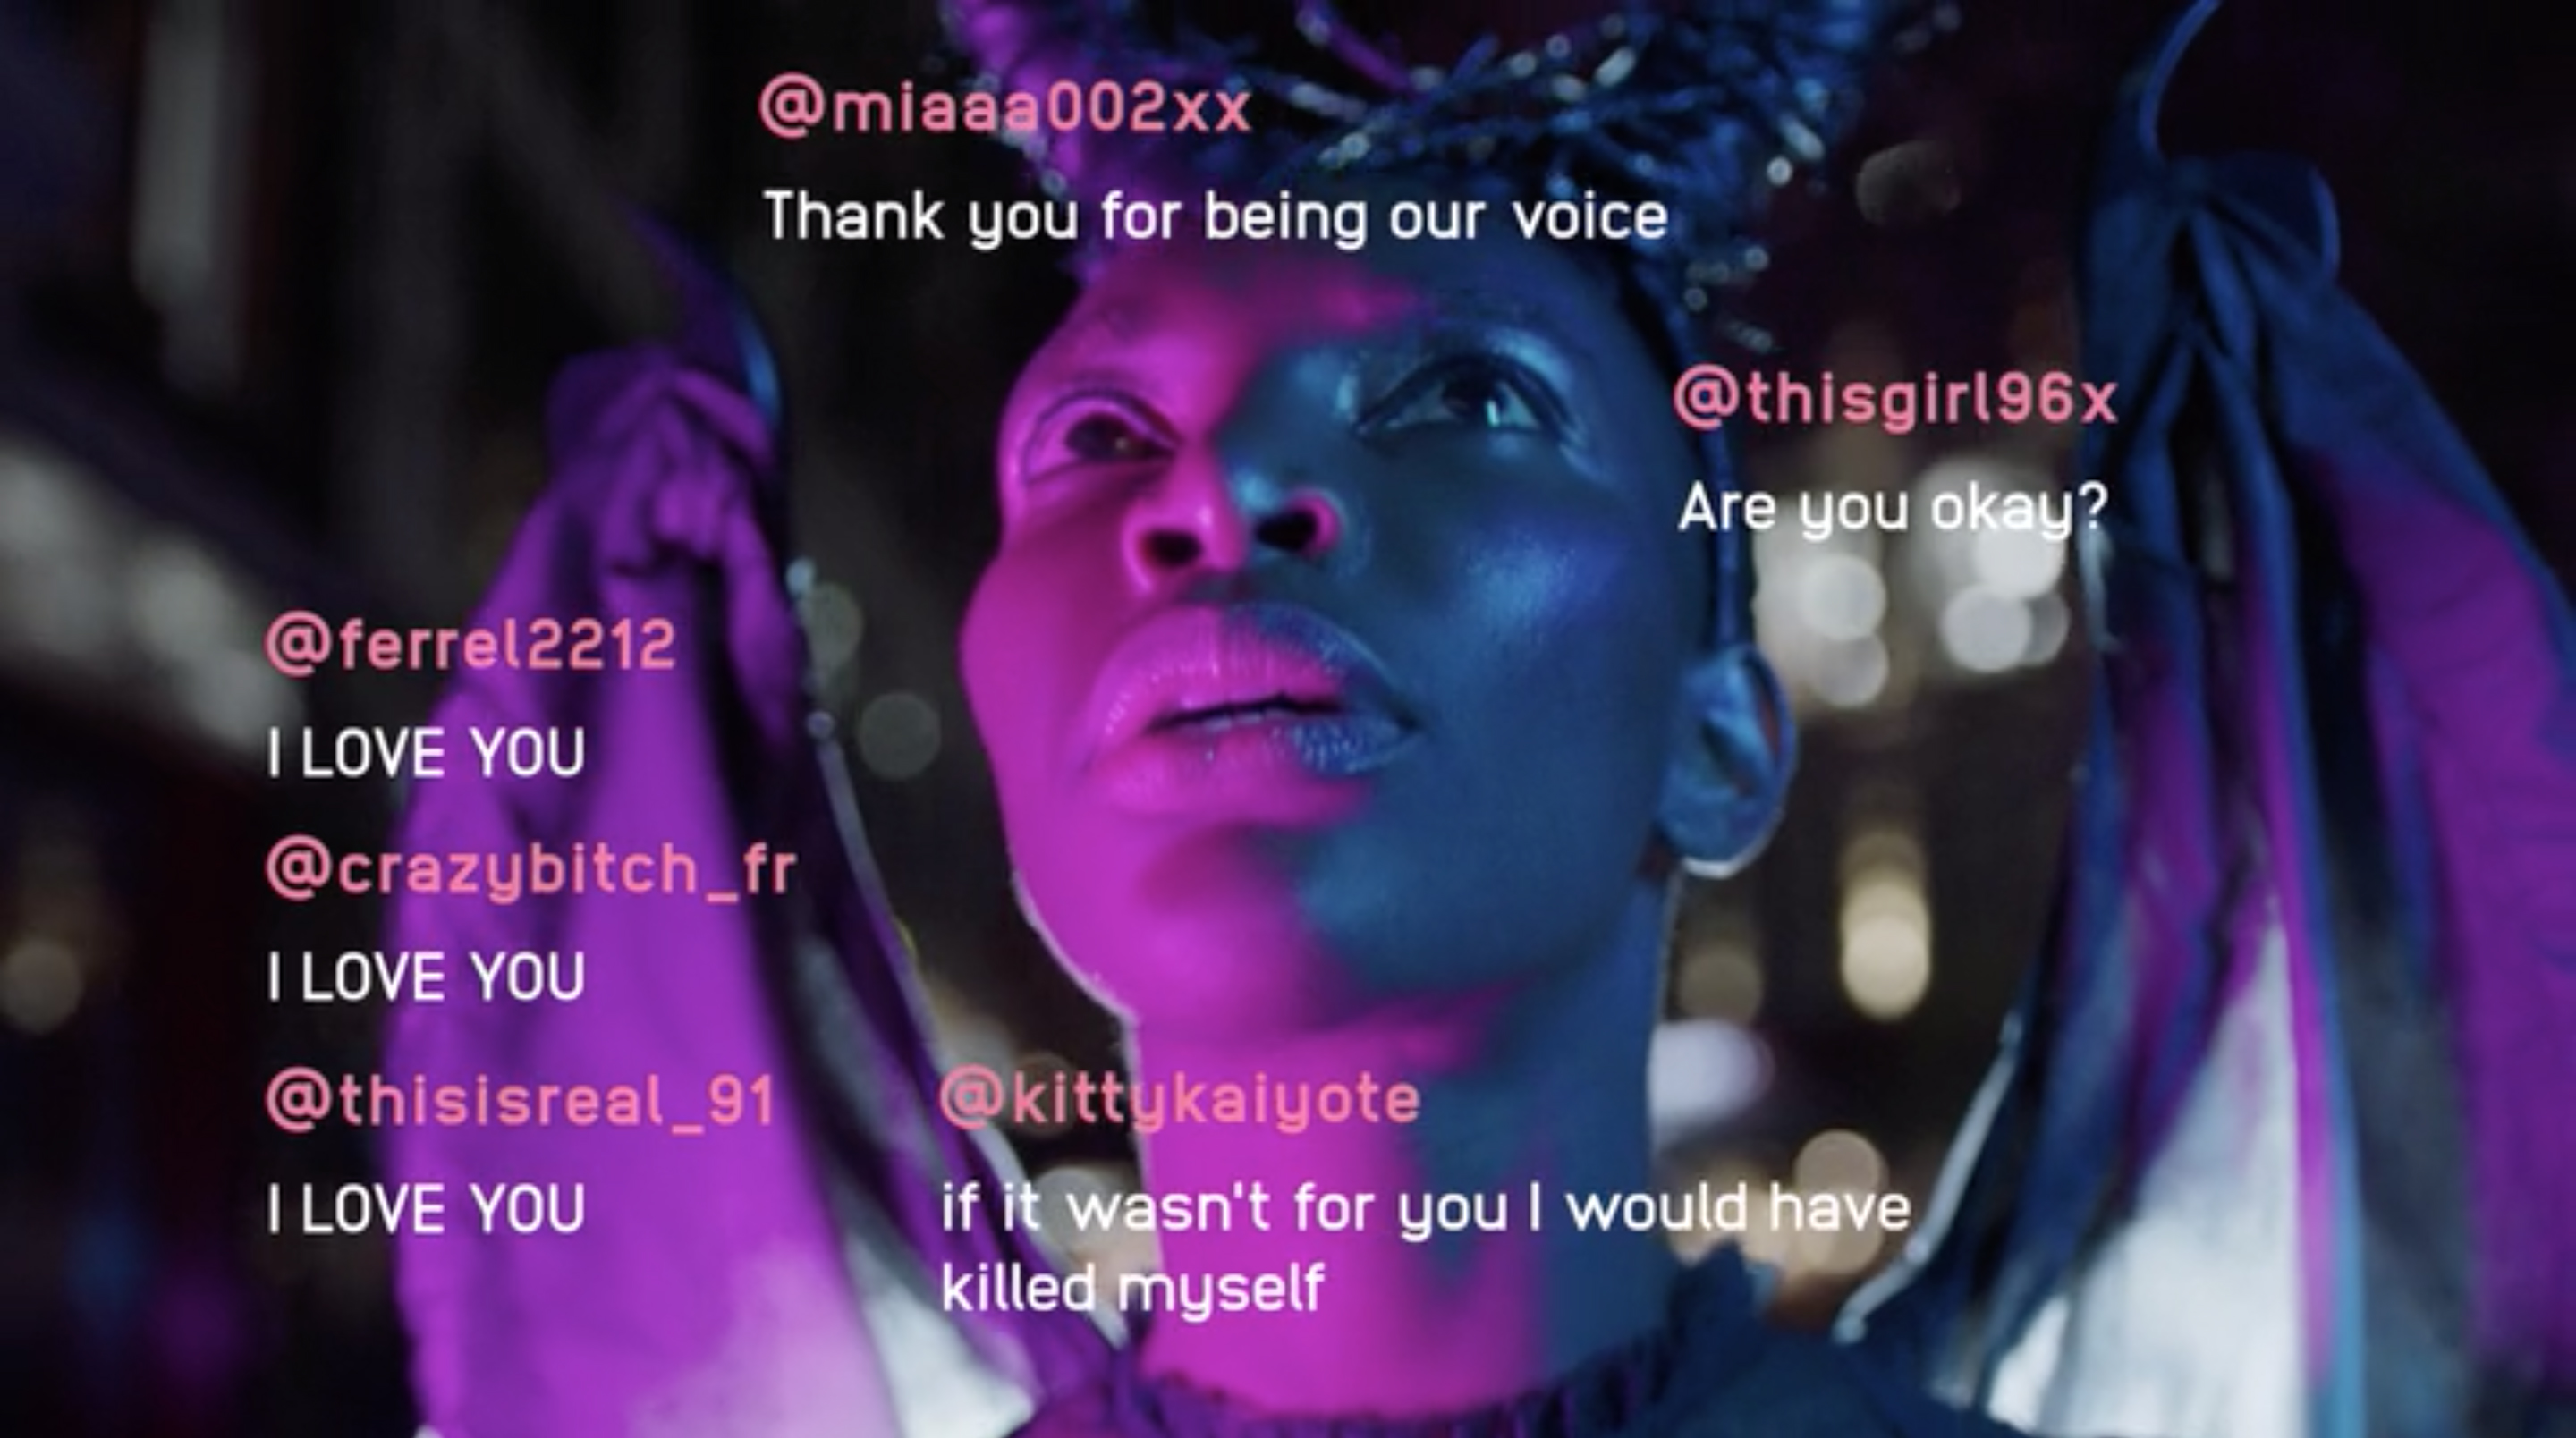 @miaaa002xx
Thank you for being our voice
@thisgirl96x
Are you okay?
@ferrel2212
I LOVE YOU
@crazybitch_fr
I LOVE YOU
@thisisreal_91
I LOVE YOU
@kittykaiyote
if it wasn't for you I would have
killed myself